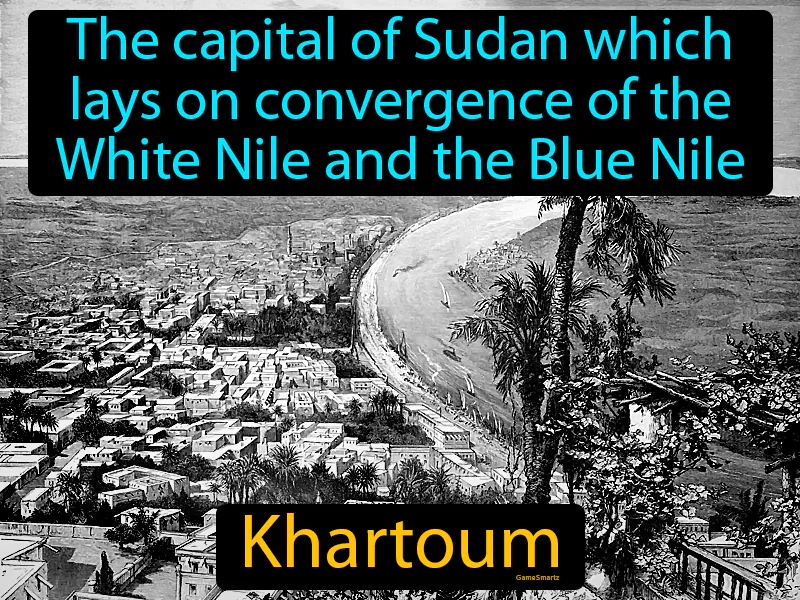 The capital of Sudan which
lays on convergence of the
White Nile and the Blue Nile
Khartoum
GameSmartz